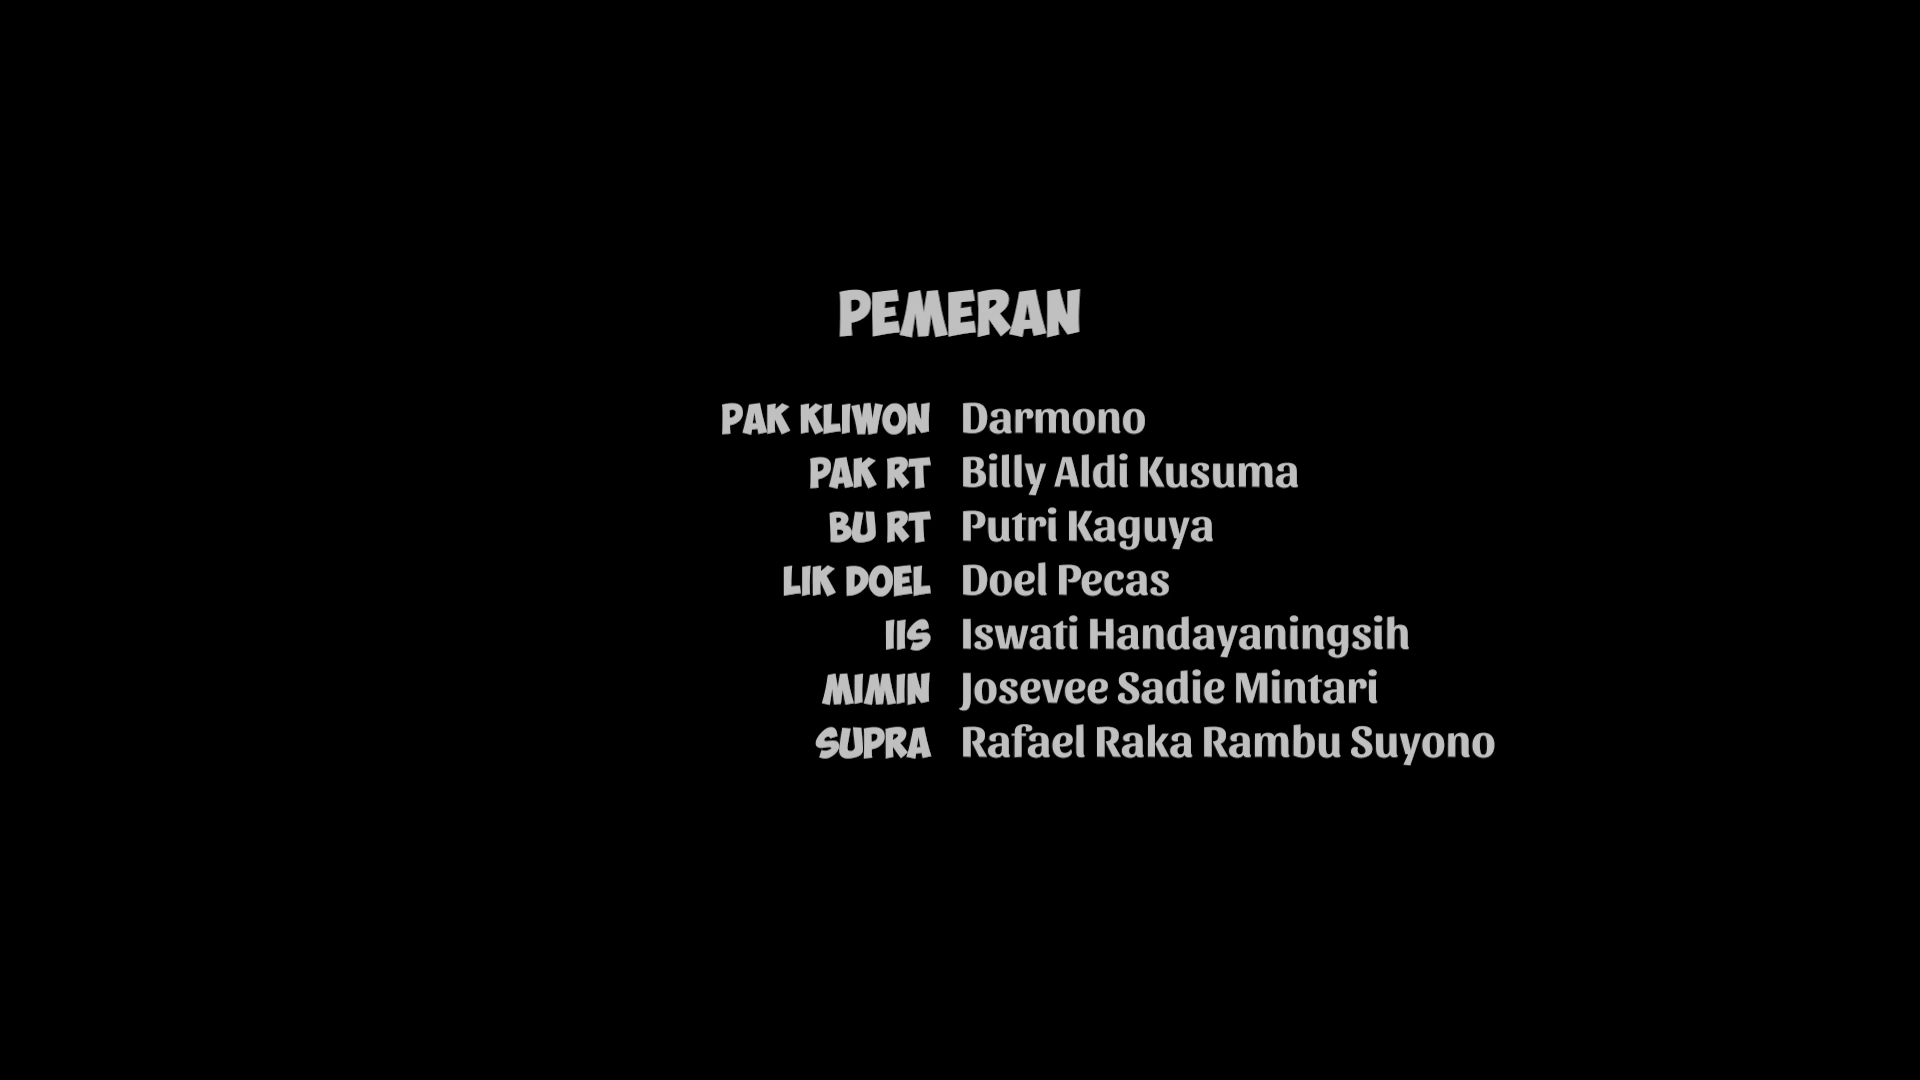 PEMERAN
PAK KLIWON Darmono
PAK RT Billy Aldi Kusuma
BU RT Putri Kaguya
LIK DOEL Doel Pecas
IIS Iswati Handayaningsih
MIMIN Josevee Sadie Mintari
SUPRA Rafael Raka Rambu Suyono